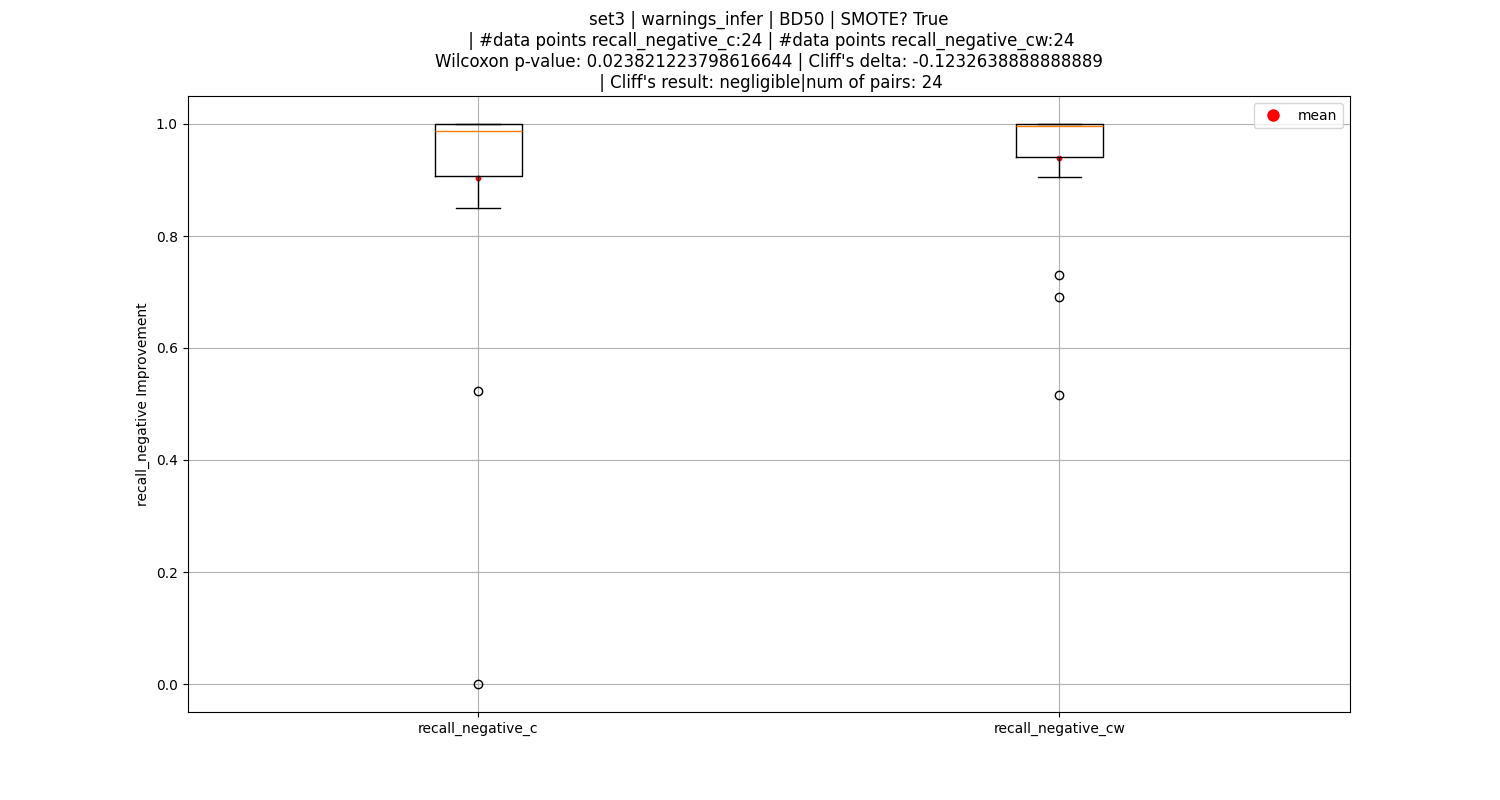 set3 | warnings_infer | BD50 | SMOTE? True
| #data points recall_negative_c:24 | #data points recall_negative_cw:24
Wilcoxon p-value: 0.023821223798616644 | Cliff's delta: -0.1232638888888889
| Cliff's result: negligible|num of pairs: 24
mean
1.0
0.8
0.6
0.4
0.2
0.0
recall_negative Improvement
recall_negative_c
recall_negative_cw